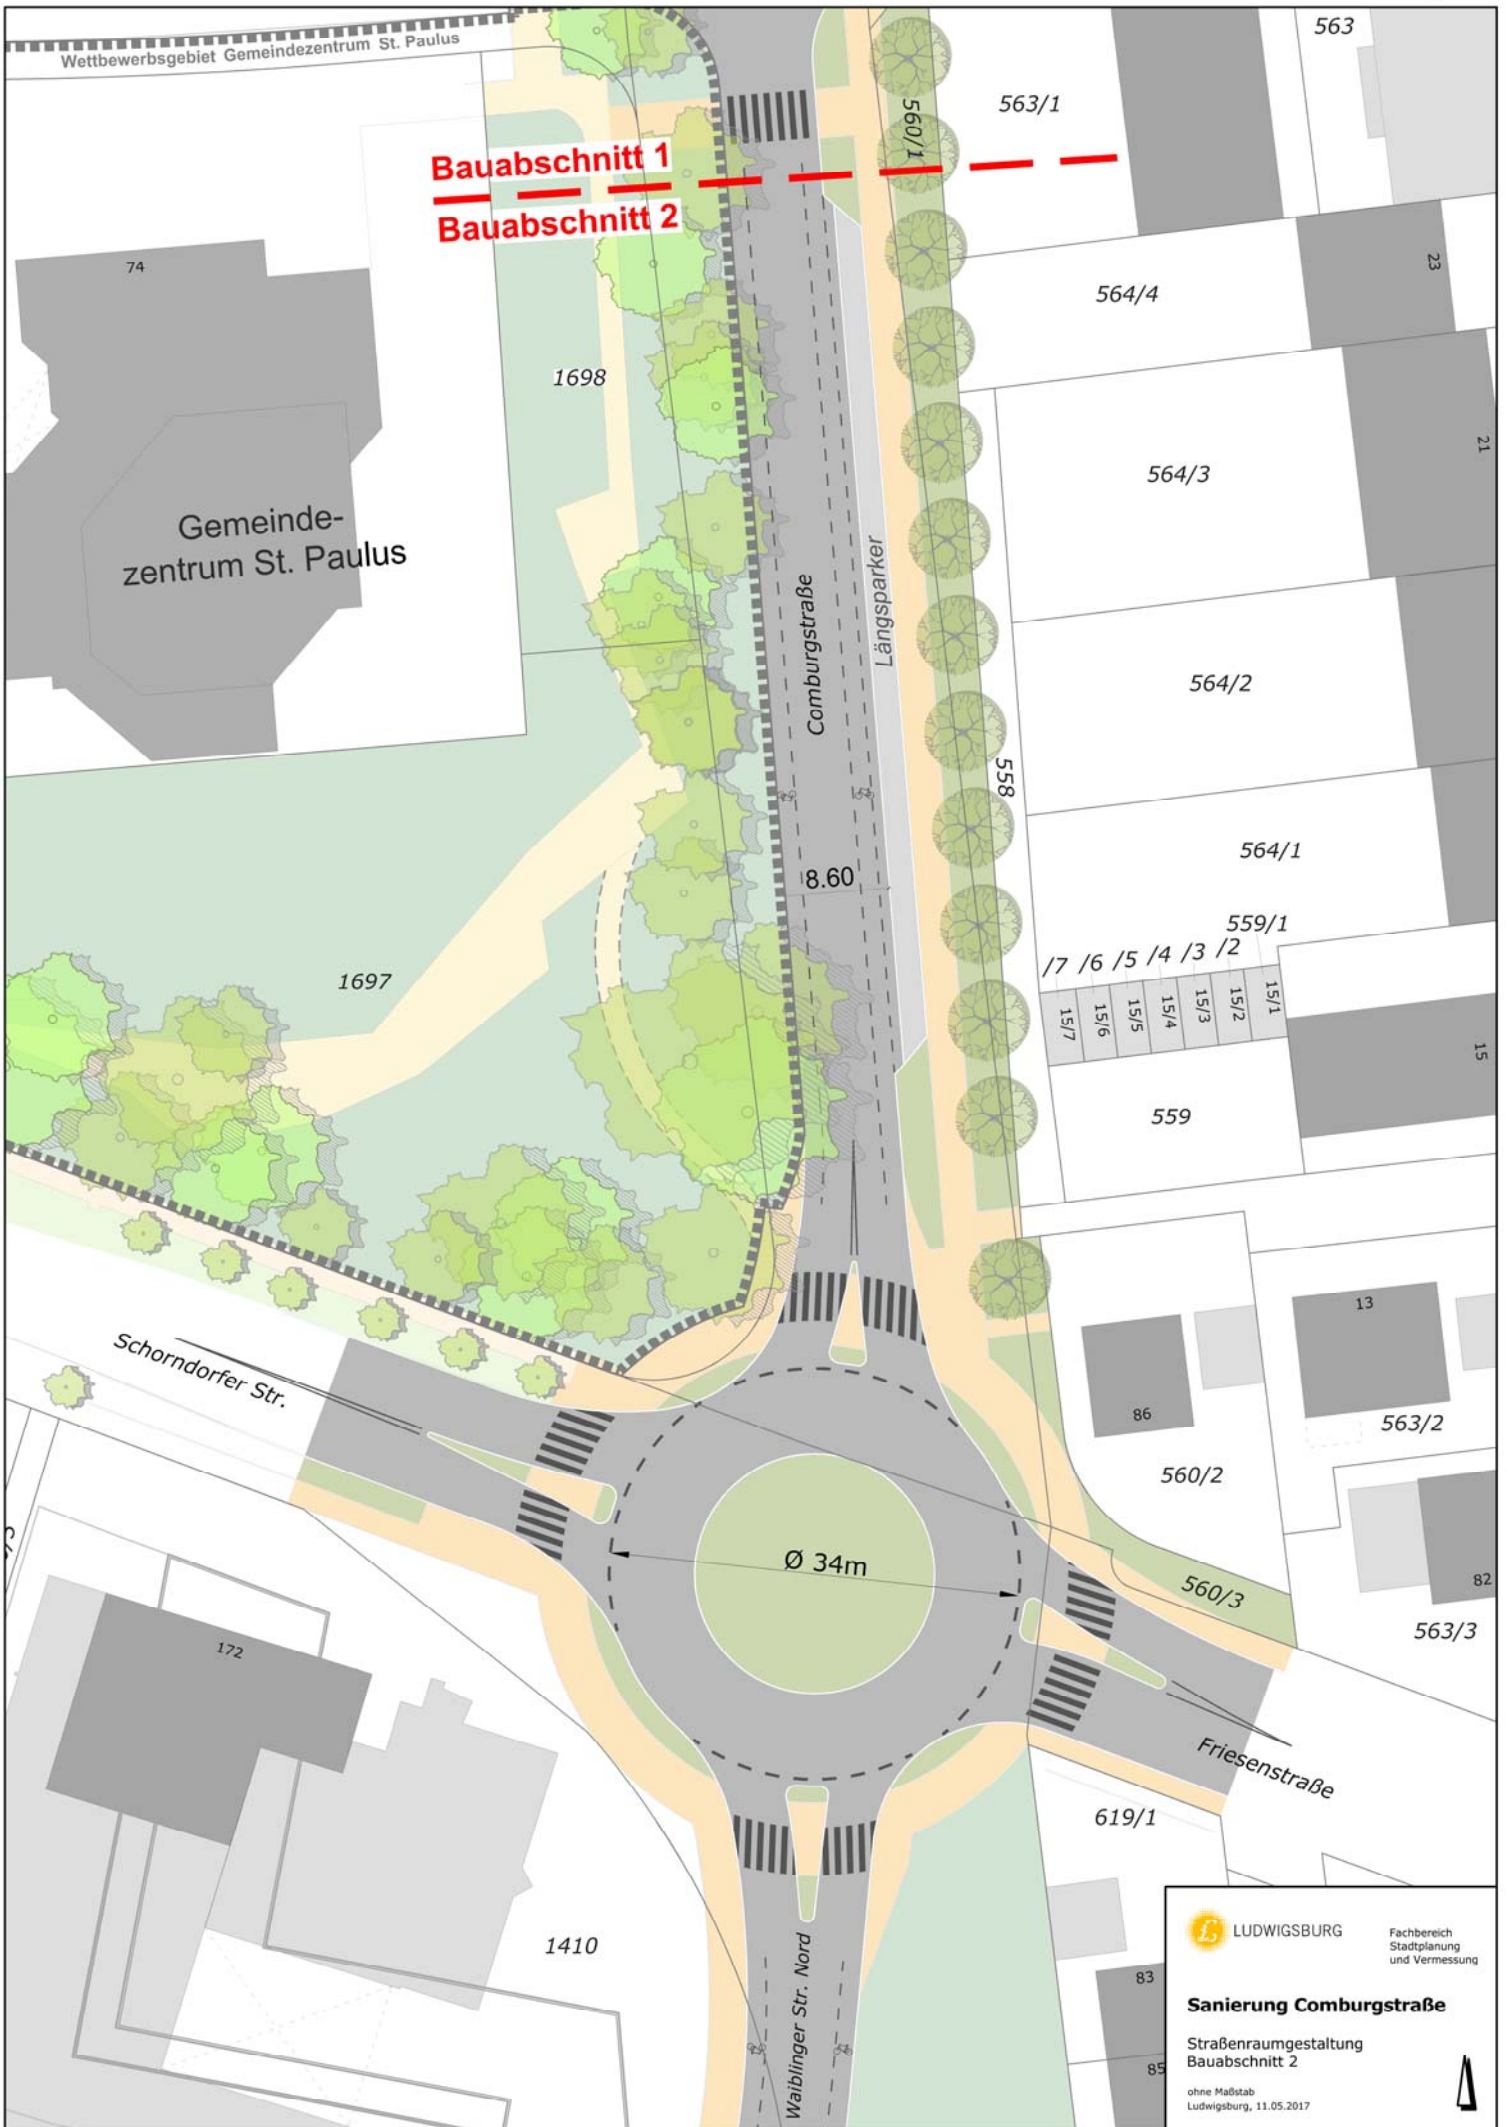 Wettbewerbsgebiet Gemeindezentrum St. Paulus
563
563/1
560/1
Bauabschnitt 1
Bauabschnitt 2
74
23
564/4
1698
21
564/3
Gemeinde-
zentrum St. Paulus
Comburgstraße
Längsparker
564/2
558
564/1
8.60
559/1
/7 /6 /5 /4 /3 /2
15/7 15/6 15/5 15/4 15/3 15/2 15/1
1697
15
559
13
Schorndorfer Str.
86
563/2
560/2
Ø 34m
560/3
82
563/3
172
Friesenstraße
619/1
1410
Waiblinger Str. Nord
83
85
LUDWIGSBURG
Fachbereich
Stadtplanung
und Vermessung
Sanierung Comburgstraße
Straßenraumgestaltung
Bauabschnitt 2
ohne Maßstab
Ludwigsburg, 11.05.2017